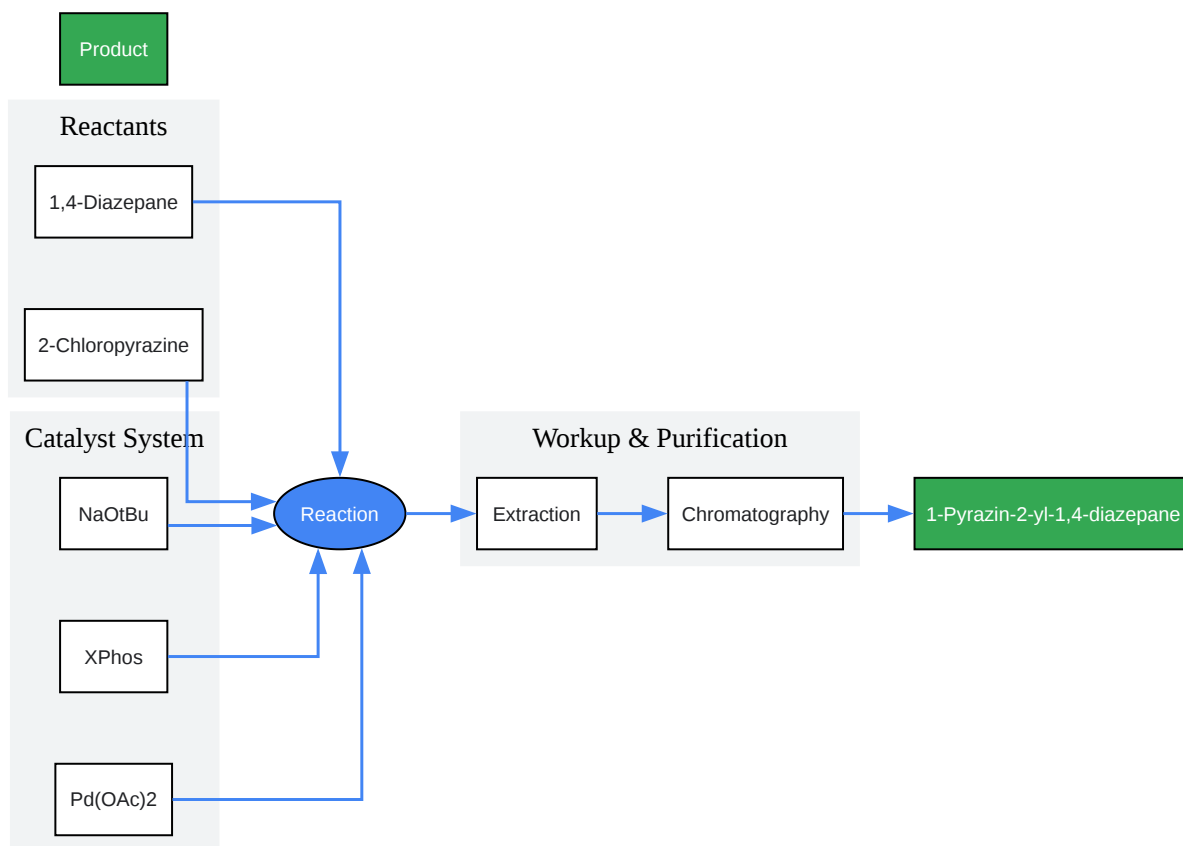 Product
Reactants
1,4-Diazepane
2-Chloropyrazine
Catalyst System
NaOtBu
XPhos
Pd(OAc)2
Reaction
Workup & Purification
Extraction
Chromatography
1-Pyrazin-2-yl-1,4-diazepane